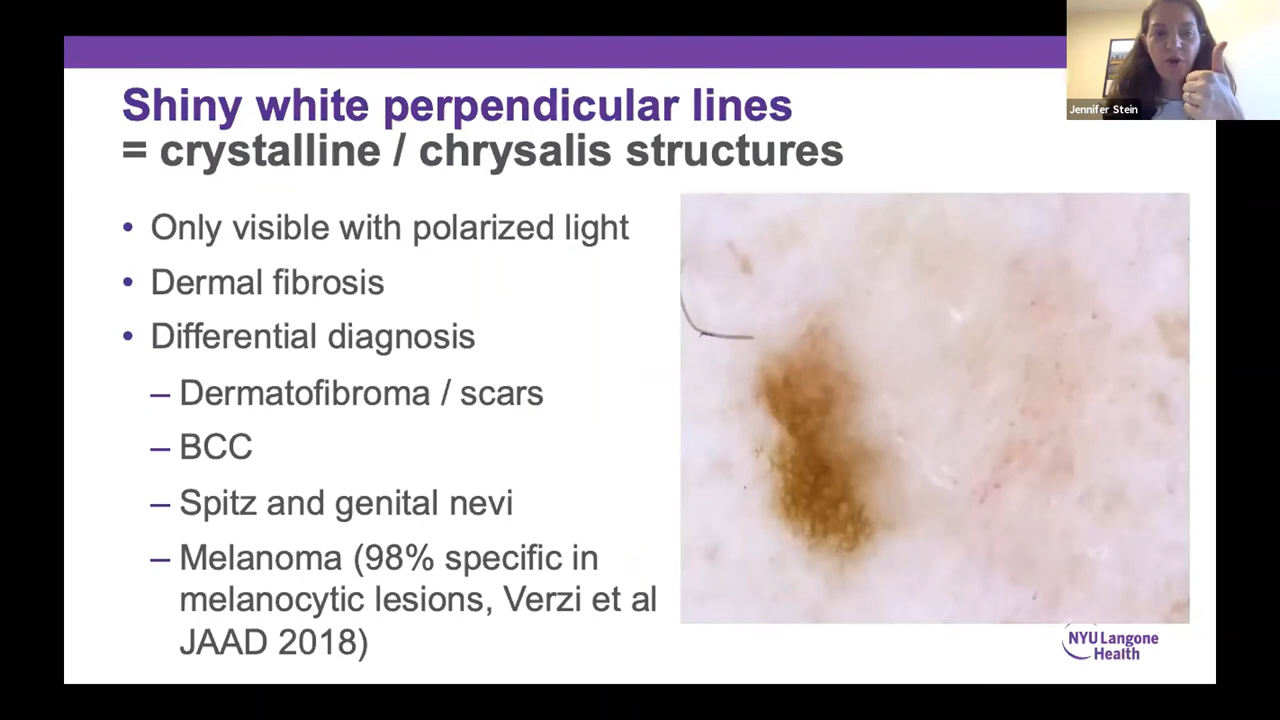 Shiny white perpendicular lines
= crystalline / chrysalis structures
• Only visible with polarized light
• Dermal fibrosis
• Differential diagnosis
– Dermatofibroma / scars
– BCC
– Spitz and genital nevi
– Melanoma (98% specific in
melanocytic lesions, Verzi et al
JAAD 2018)
Jennifer Stein
NYU Langone
Health